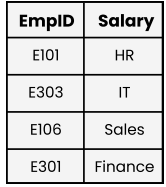 EmpID Salary
E101 HR
E303 IT
E106 Sales
E301 Finance